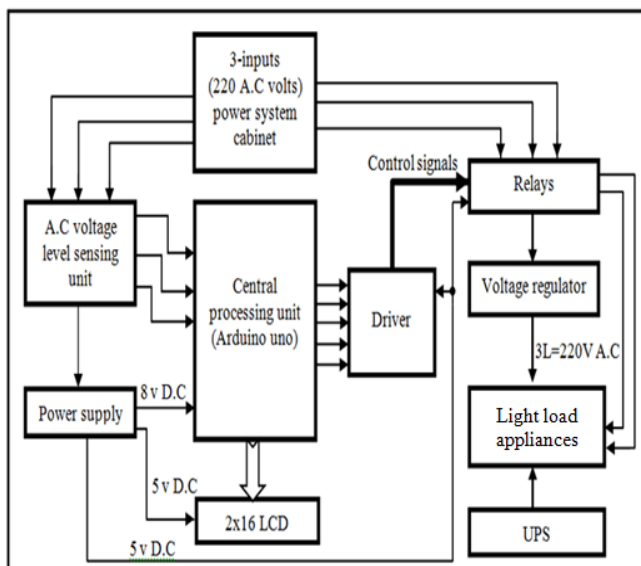 3-inputs
(220 A.C volts)
power system
cabinet
Control signals
Relays
A.C voltage
level sensing
unit
Central
processing unit
(Arduino uno)
Driver
Voltage regulator
3L=220V A.C
Power supply
8 v D.C
Light load
appliances
5 v D.C
2x16 LCD
5 v D.C
UPS